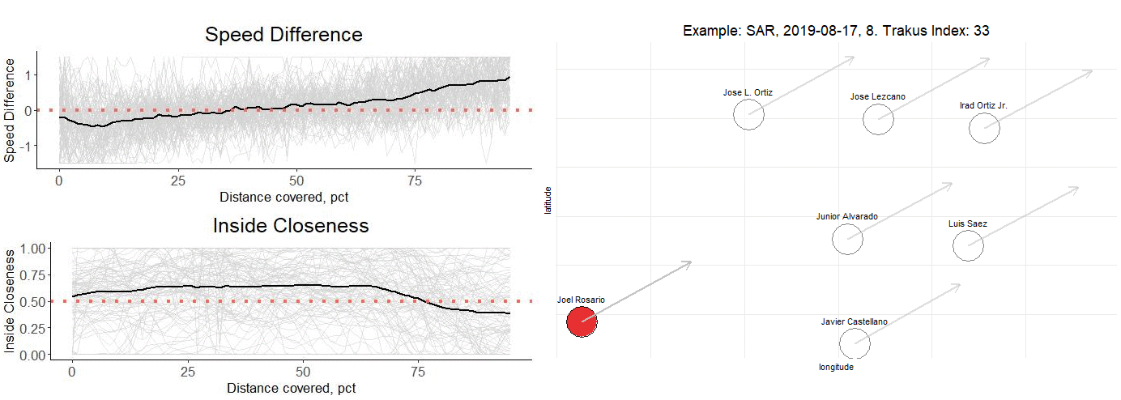 Speed Difference
Speed Difference
1
0
-1
0
25
50
75
Distance covered, pct
Inside Closeness
Inside Closeness
1.00
0.75
0.50
0.25
0.00
0
25
50
75
Distance covered, pct
Example: SAR, 2019-08-17, 8. Trakus Index: 33
Jose L. Ortiz
Jose Lezcano
Irad Ortiz Jr.
latitude
Junior Alvarado
Luis Saez
Joel Rosario
Javier Castellano
longitude